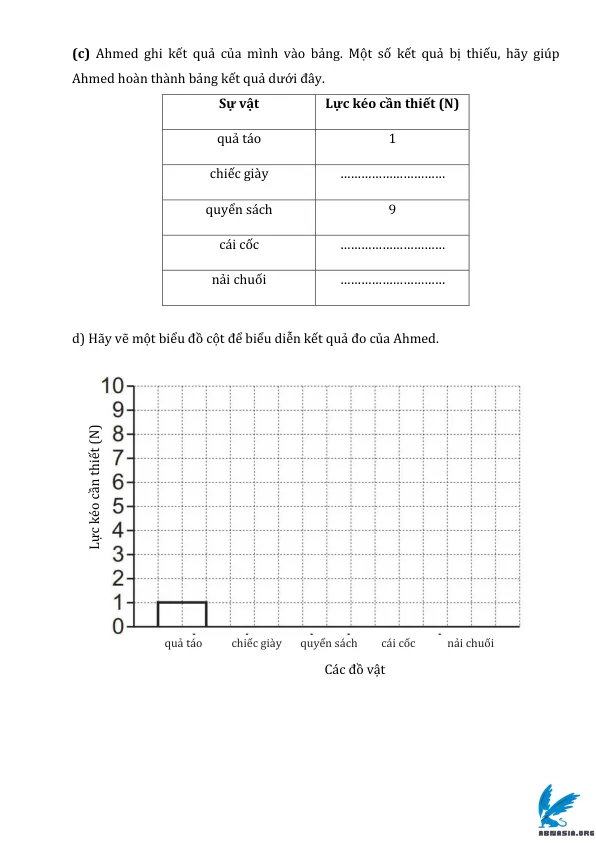 (c) Ahmed ghi kết quả của mình vào bảng. Một số kết quả bị thiếu, hãy giúp
Ahmed hoàn thành bảng kết quả dưới đây.
Sự vật Lực kéo cần thiết (N)
quả táo 1
chiếc giày ..............................
quyển sách 9
cái cốc ..............................
nải chuối ..............................
d) Hãy vẽ một biểu đồ cột để biểu diễn kết quả đo của Ahmed.
Lực kéo cần thiết (N)
10
9
8
7
6
5
4
3
2
1
0
quả táo chiếc giày quyển sách cái cốc nải chuối
Các đồ vật
ABMASIA.ORG